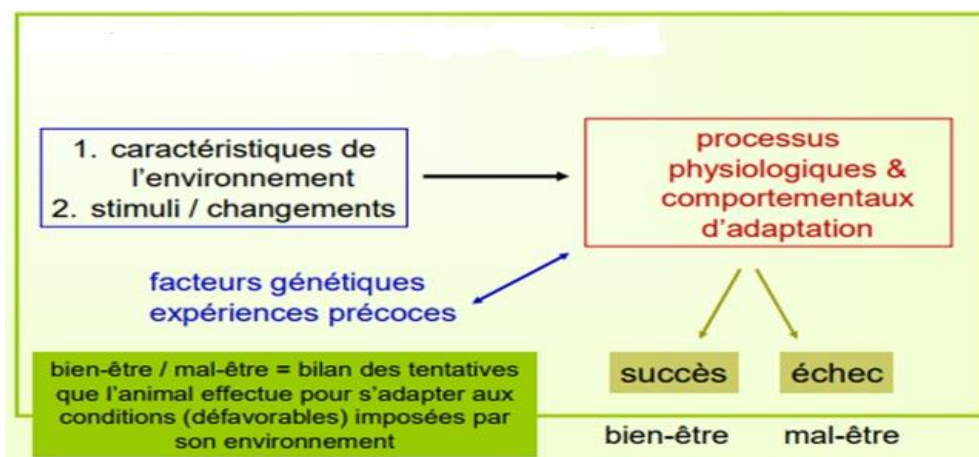 1. caractéristiques de
l'environnement
2. stimuli / changements
processus
physiologiques &
comportementaux
d'adaptation
facteurs génétiques
expériences précoces
bien-être / mal-être = bilan des tentatives
que l'animal effectue pour s'adapter aux
conditions (défavorables) imposées par
son environnement
succès
échec
bien-être
mal-être